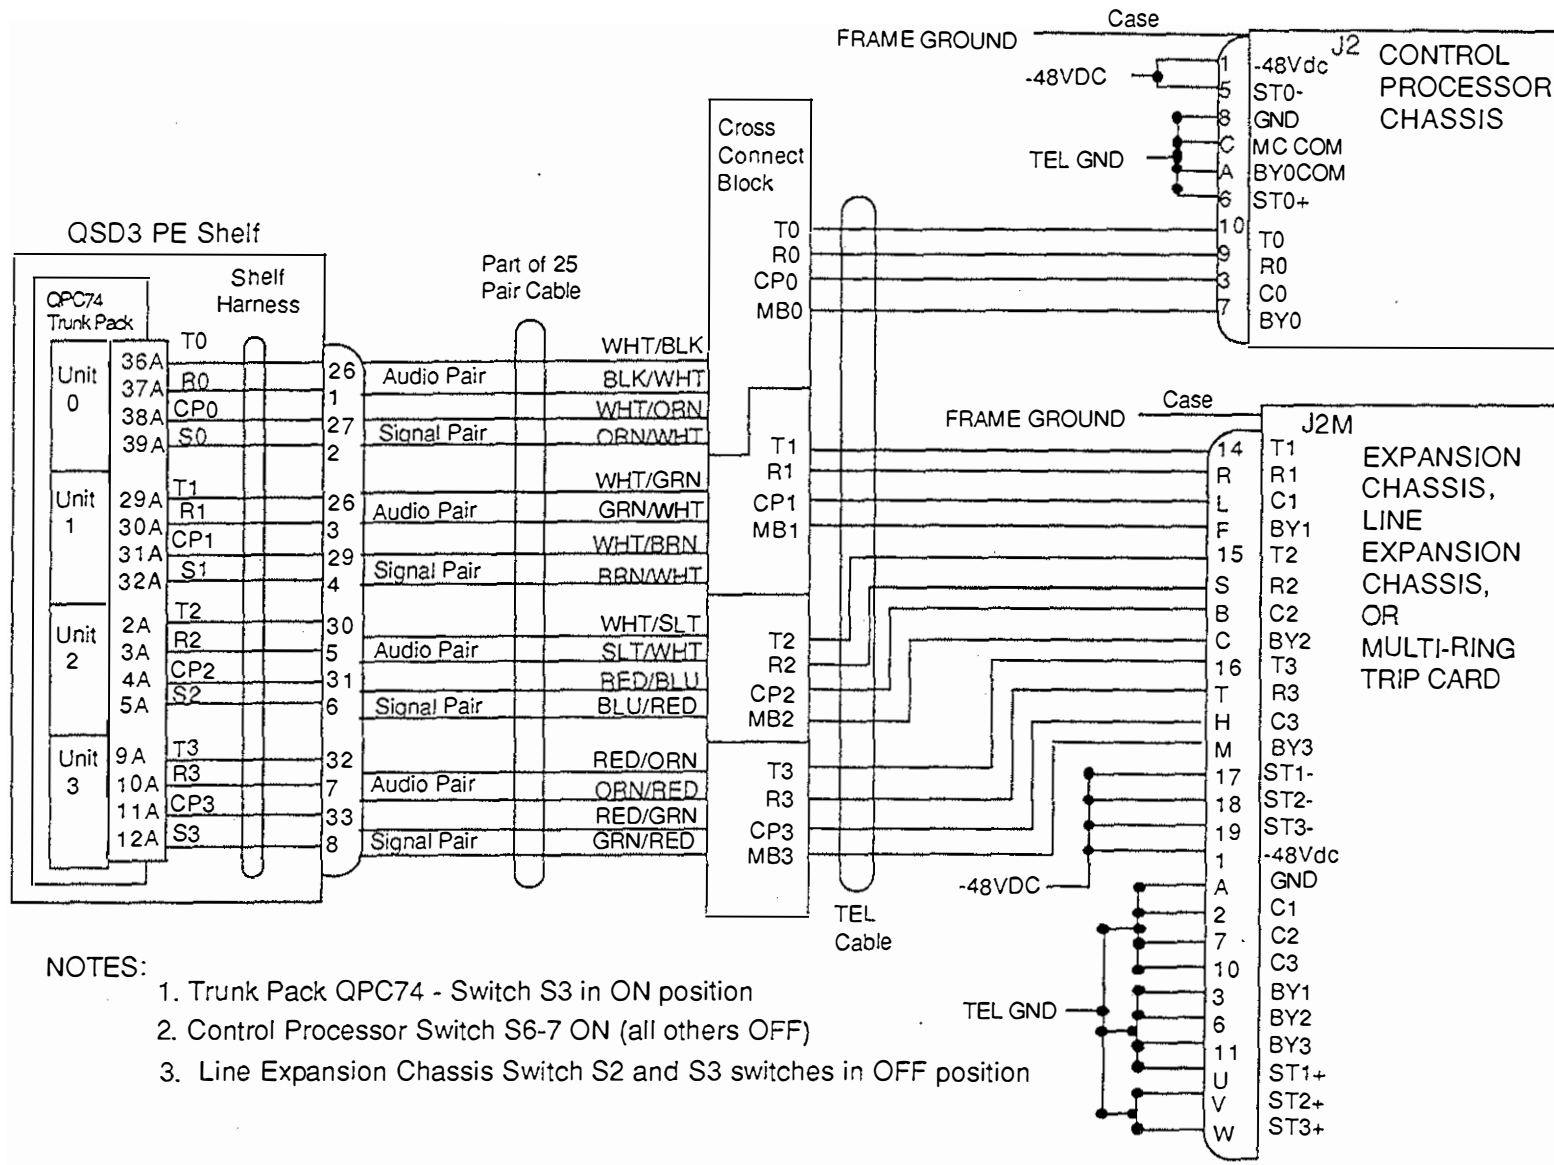 Case
FRAME GROUND
J2
CONTROL
PROCESSOR
CHASSIS
-48VDC
1
-48Vdc
5
ST0-
8
GND
C
MC COM
TEL GND
A
BY0COM
6
ST0+
10
T0
9
R0
3
C0
7
BY0
Cross
Connect
Block
T0
R0
CP0
MB0
QSD3 PE Shelf
Shelf
Harness
Part of 25
Pair Cable
QPC74
Trunk Pack
Unit
0
36A
T0
26
Audio Pair
WHT/BLK
37A
R0
1
BLK/WHT
38A
CP0
27
Signal Pair
WHT/ORN
39A
S0
2
ORN/WHT
Unit
1
29A
T1
26
Audio Pair
WHT/GRN
30A
R1
3
GRN/WHT
31A
CP1
29
Signal Pair
WHT/BRN
32A
S1
4
BRN/WHT
Unit
2
2A
T2
30
Audio Pair
WHT/SLT
3A
R2
5
SLT/WHT
4A
CP2
31
Signal Pair
RED/BLU
5A
S2
6
BLU/RED
Unit
3
9A
T3
32
Audio Pair
RED/ORN
10A
R3
7
ORN/RED
11A
CP3
33
Signal Pair
RED/GRN
12A
S3
8
GRN/RED
T1
R1
CP1
MB1
T2
R2
CP2
MB2
T3
R3
CP3
MB3
TEL
Cable
Case
FRAME GROUND
J2M
EXPANSION
CHASSIS,
LINE
EXPANSION
CHASSIS,
OR
MULTI-RING
TRIP CARD
14
T1
R
R1
L
C1
F
BY1
15
T2
S
R2
B
C2
C
BY2
16
T3
T
R3
H
C3
M
BY3
17
ST1-
18
ST2-
19
ST3-
1
-48Vdc
-48VDC
A
GND
2
C1
7
C2
10
C3
3
BY1
TEL GND
6
BY2
11
BY3
U
ST1+
V
ST2+
W
ST3+
NOTES:
1. Trunk Pack QPC74 - Switch S3 in ON position
2. Control Processor Switch S6-7 ON (all others OFF)
3. Line Expansion Chassis Switch S2 and S3 switches in OFF position